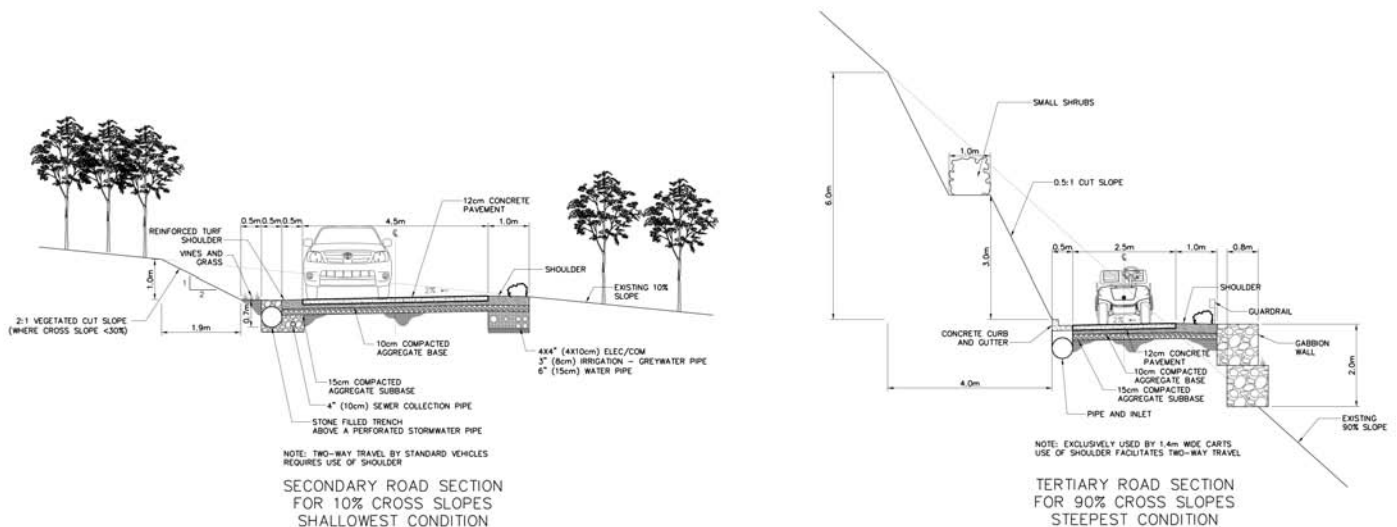 0.5m
0.5m
0.5m
4.5m
1.0m
℄
12cm CONCRETE
PAVEMENT
REINFORCED TURF
SHOULDER
VINES AND
GRASS
SHOULDER
2%
EXISTING 10%
SLOPE
1.0m
1
2
0.7m
2:1 VEGETATED CUT SLOPE
(WHERE CROSS SLOPE <30%)
1.9m
10cm COMPACTED
AGGREGATE BASE
4X4" (4X10cm) ELEC/COM
3" (8cm) IRRIGATION - GREYWATER PIPE
6" (15cm) WATER PIPE
15cm COMPACTED
AGGREGATE SUBBASE
4" (10cm) SEWER COLLECTION PIPE
STONE FILLED TRENCH
ABOVE A PERFORATED STORMWATER PIPE
NOTE: TWO-WAY TRAVEL BY STANDARD VEHICLES
REQUIRES USE OF SHOULDER
SECONDARY ROAD SECTION
FOR 10% CROSS SLOPES
SHALLOWEST CONDITION
SMALL SHRUBS
1.0m
0.5:1 CUT SLOPE
6.0m
3.0m
0.5m
2.5m
1.0m
0.8m
℄
SHOULDER
GUARDRAIL
CONCRETE CURB
AND GUTTER
GABBION
WALL
12cm CONCRETE
PAVEMENT
10cm COMPACTED
AGGREGATE BASE
15cm COMPACTED
AGGREGATE SUBBASE
2.0m
4.0m
PIPE AND INLET
EXISTING
90% SLOPE
NOTE: EXCLUSIVELY USED BY 1.4m WIDE CARTS
USE OF SHOULDER FACILITATES TWO-WAY TRAVEL
TERTIARY ROAD SECTION
FOR 90% CROSS SLOPES
STEEPEST CONDITION